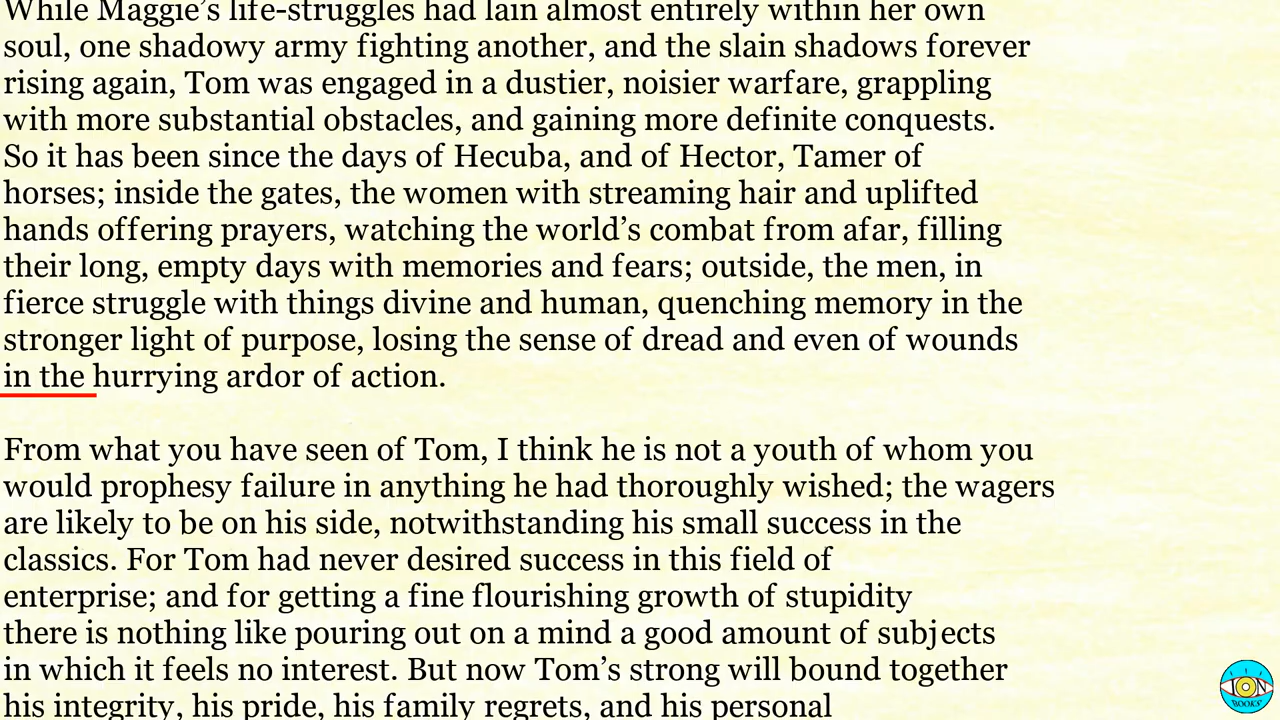 While Maggie’s life-struggles had lain almost entirely within her own
soul, one shadowy army fighting another, and the slain shadows forever
rising again, Tom was engaged in a dustier, noisier warfare, grappling
with more substantial obstacles, and gaining more definite conquests.
So it has been since the days of Hecuba, and of Hector, Tamer of
horses; inside the gates, the women with streaming hair and uplifted
hands offering prayers, watching the world’s combat from afar, filling
their long, empty days with memories and fears; outside, the men, in
fierce struggle with things divine and human, quenching memory in the
stronger light of purpose, losing the sense of dread and even of wounds
in the hurrying ardor of action.
From what you have seen of Tom, I think he is not a youth of whom you
would prophesy failure in anything he had thoroughly wished; the wagers
are likely to be on his side, notwithstanding his small success in the
classics. For Tom had never desired success in this field of
enterprise; and for getting a fine flourishing growth of stupidity
there is nothing like pouring out on a mind a good amount of subjects
in which it feels no interest. But now Tom’s strong will bound together
his integrity, his pride, his family regrets, and his personal
ION
BOOKS